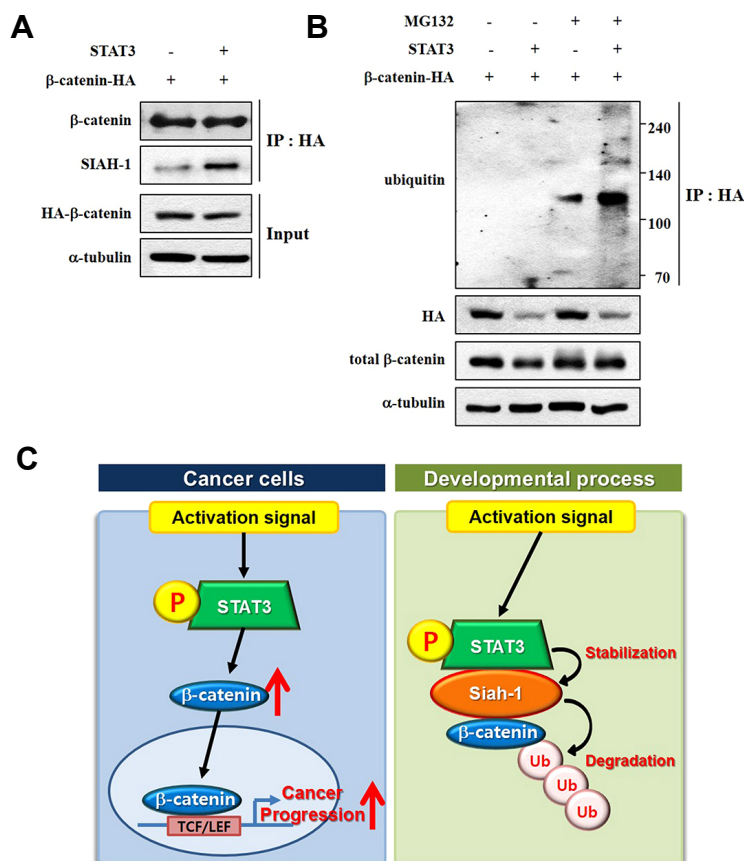 A
STAT3 - +
β-catenin-HA + +
β-catenin
SIAH-1
IP : HA
HA-β-catenin
α-tubulin
Input
B
MG132 - - + +
STAT3 - + - +
β-catenin-HA + + + +
ubiquitin
240
140
100
70
IP : HA
HA
total β-catenin
α-tubulin
C
Cancer cells
Activation signal
P
STAT3
β-catenin
β-catenin
TCF/LEF
Cancer
Progression
Developmental process
Activation signal
P
STAT3
Stabilization
Siah-1
β-catenin
Degradation
Ub
Ub
Ub